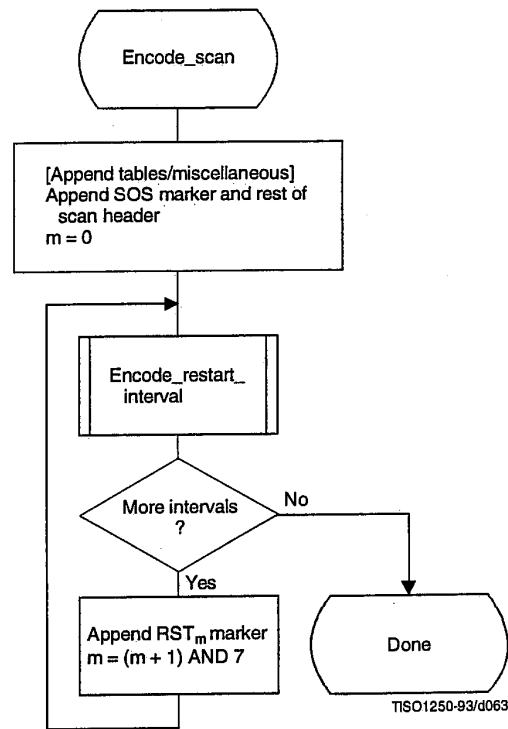 Encode_scan
[Append tables/miscellaneous]
Append SOS marker and rest of
scan header
m = 0
Encode_restart_
interval
More intervals
?
No
Yes
Append RSTm marker
m = (m + 1) AND 7
Done
TISO1250-93/d063